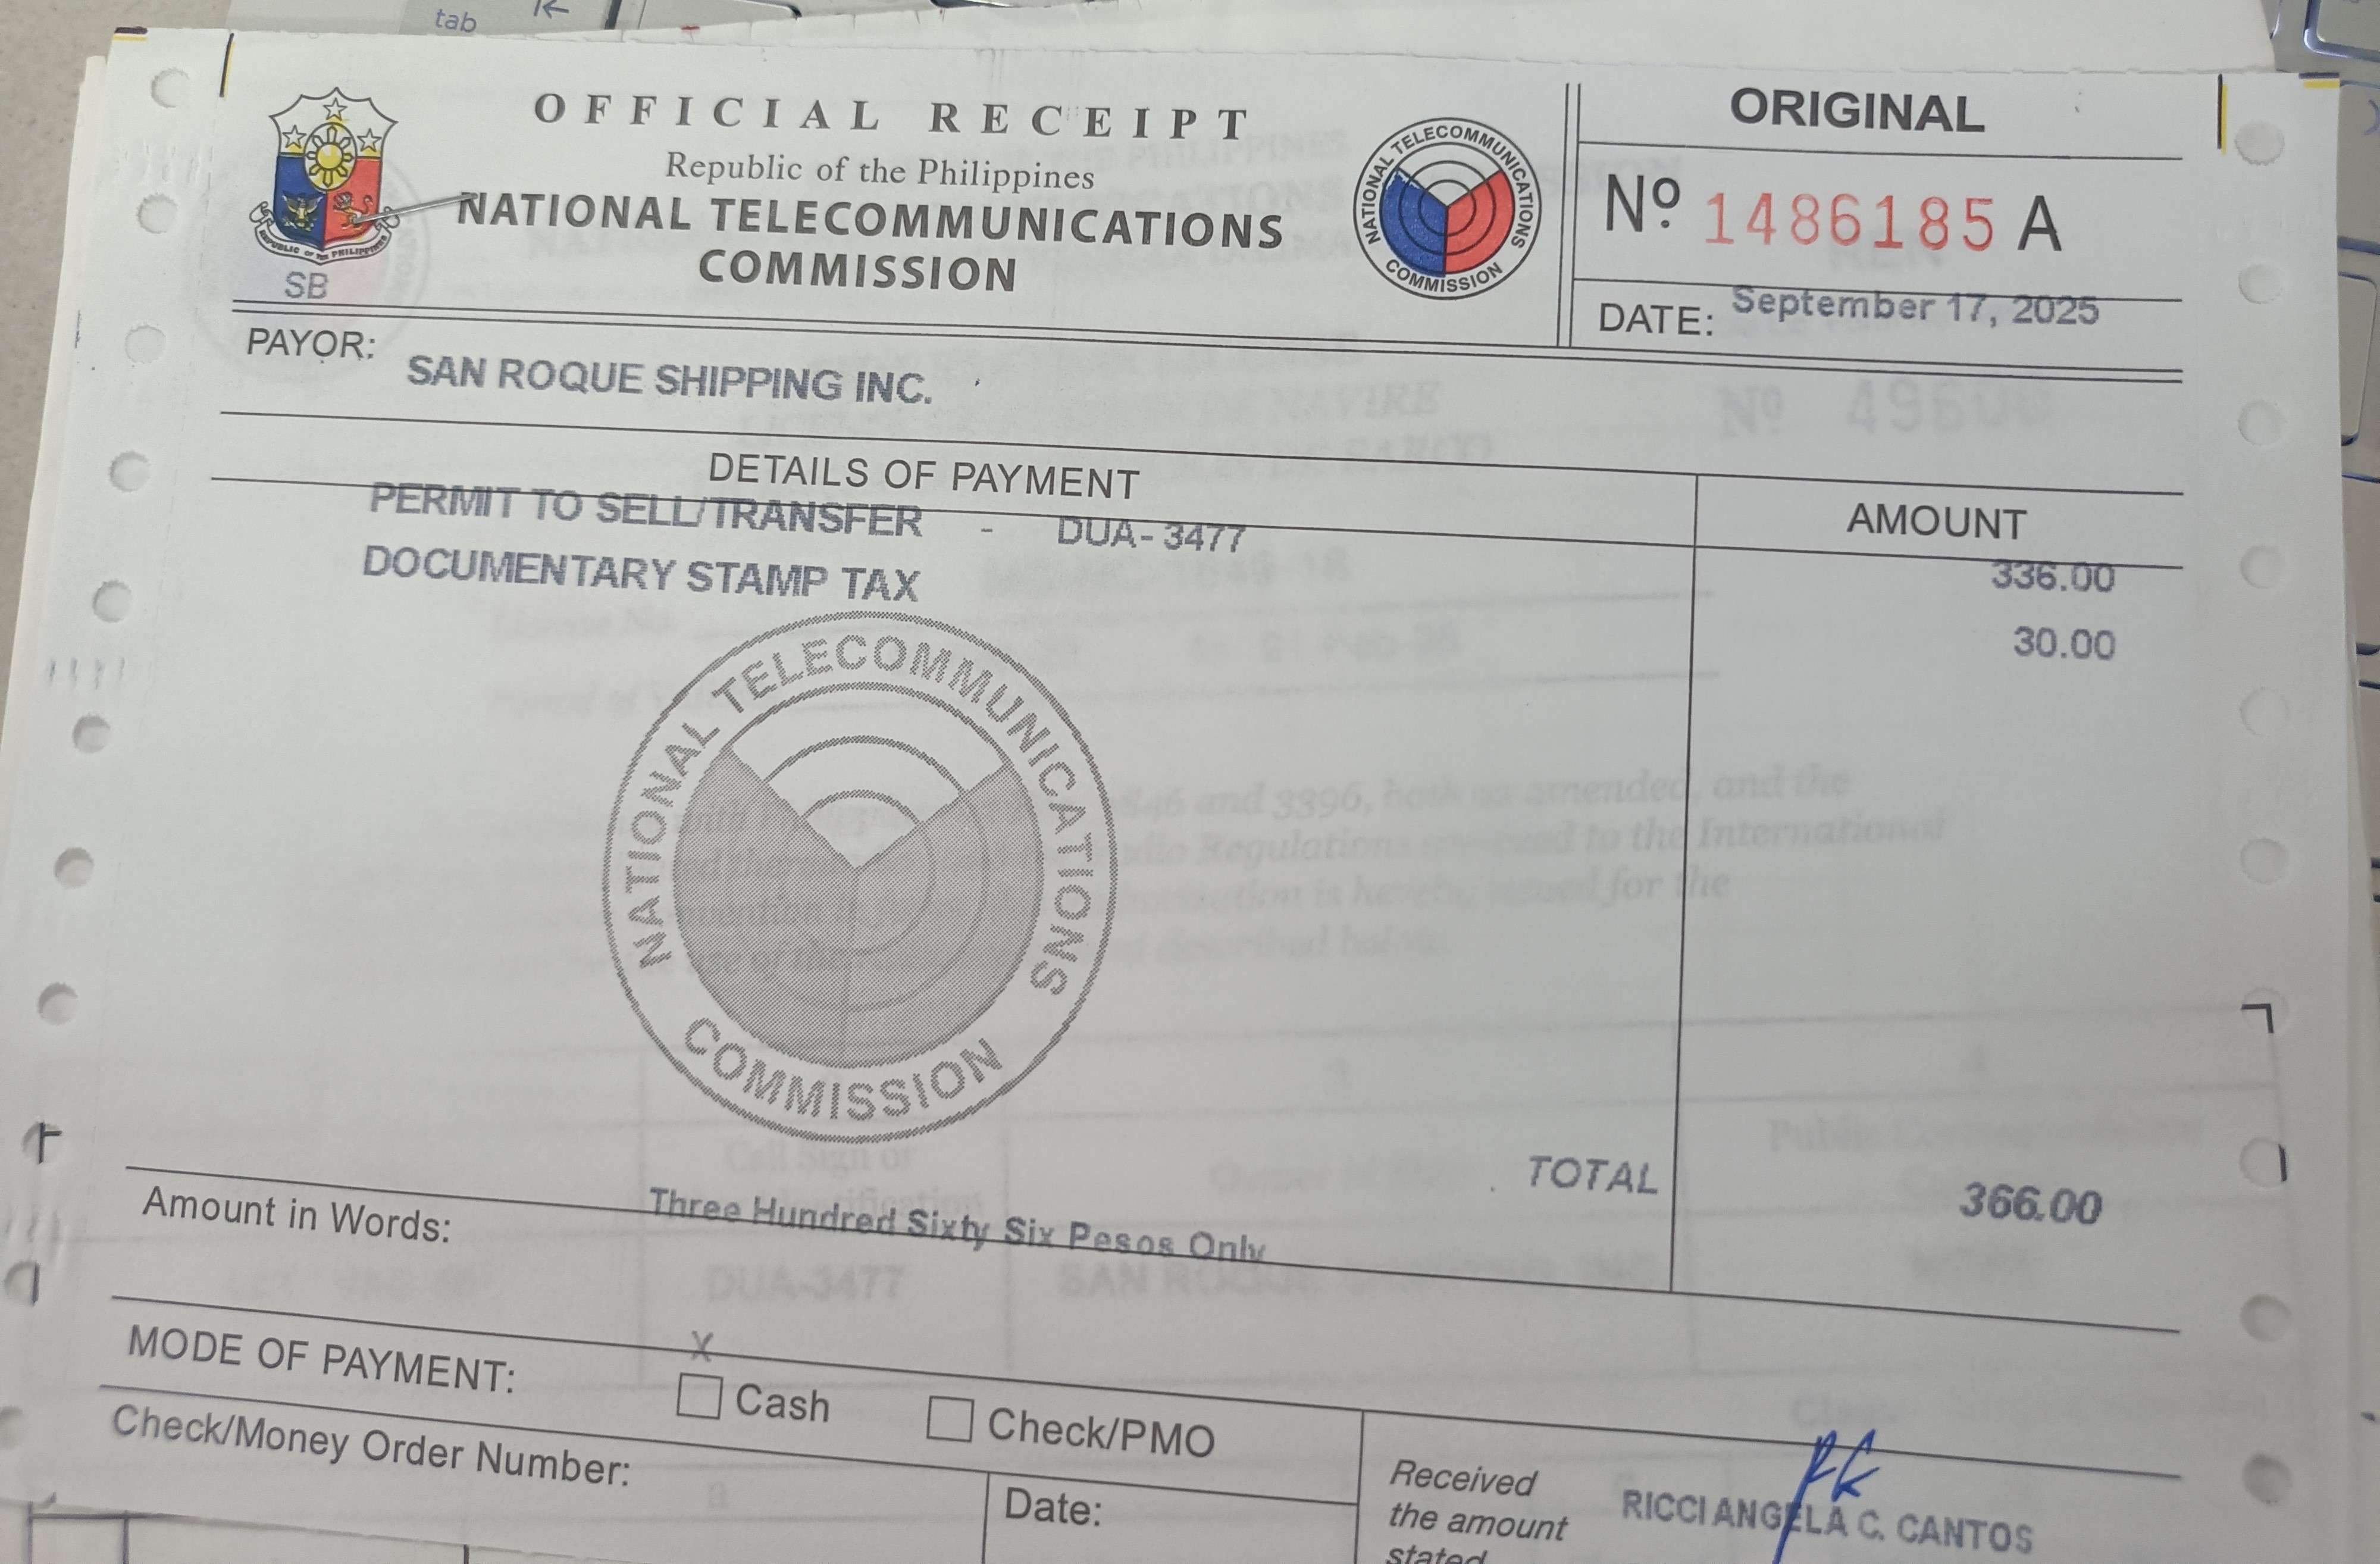 tab
OFFICIAL RECEIPT
Republic of the Philippines
NATIONAL TELECOMMUNICATIONS
COMMISSION
REPUBLIC OF THE PHILIPPINES
SB
NATIONAL TELECOMMUNICATIONS COMMISSION
ORIGINAL
Nº 1486185 A
DATE: September 17, 2025
PAYOR: SAN ROQUE SHIPPING INC.
DETAILS OF PAYMENT
AMOUNT
PERMIT TO SELL/TRANSFER - DUA-3477 336.00
DOCUMENTARY STAMP TAX 30.00
NATIONAL TELECOMMUNICATIONS COMMISSION
TOTAL 366.00
Amount in Words: Three Hundred Sixty Six Pesos Only
MODE OF PAYMENT: X
Cash Check/PMO
Check/Money Order Number:
Date:
Received
the amount
stated
RICCI ANGELA C. CANTOS